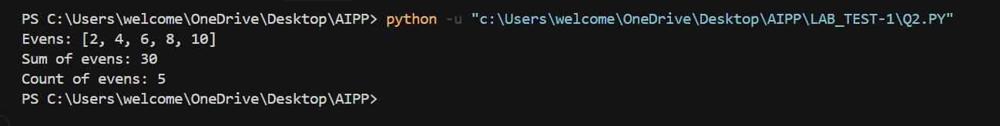 PS C:\Users\welcome\OneDrive\Desktop\AIPP> python -u "c:\Users\welcome\OneDrive\Desktop\AIPP\LAB_TEST-1\Q2.PY"
Evens: [2, 4, 6, 8, 10]
Sum of evens: 30
Count of evens: 5
PS C:\Users\welcome\OneDrive\Desktop\AIPP>